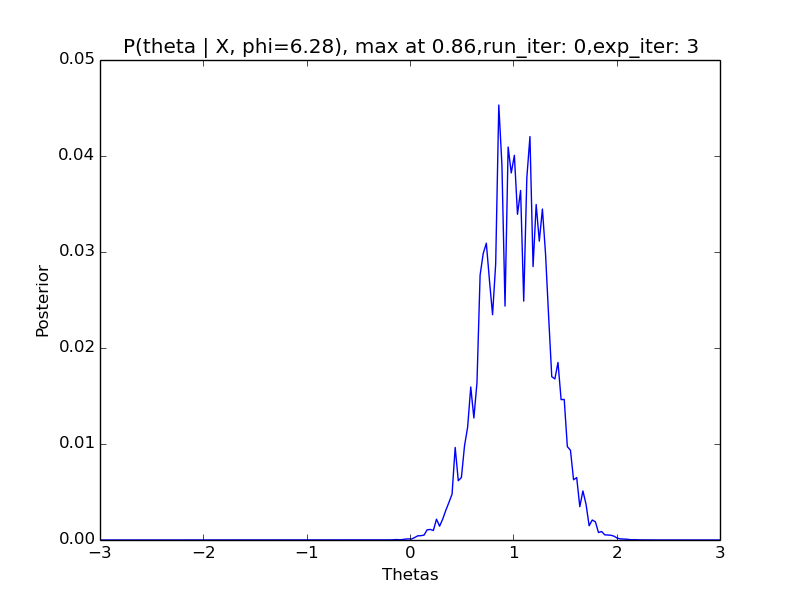 P(theta | X, phi=6.28), max at 0.86,run_iter: 0,exp_iter: 3
0.05
0.04
0.03
0.02
0.01
0.00
Posterior
−3 −2 −1 0 1 2 3
Thetas